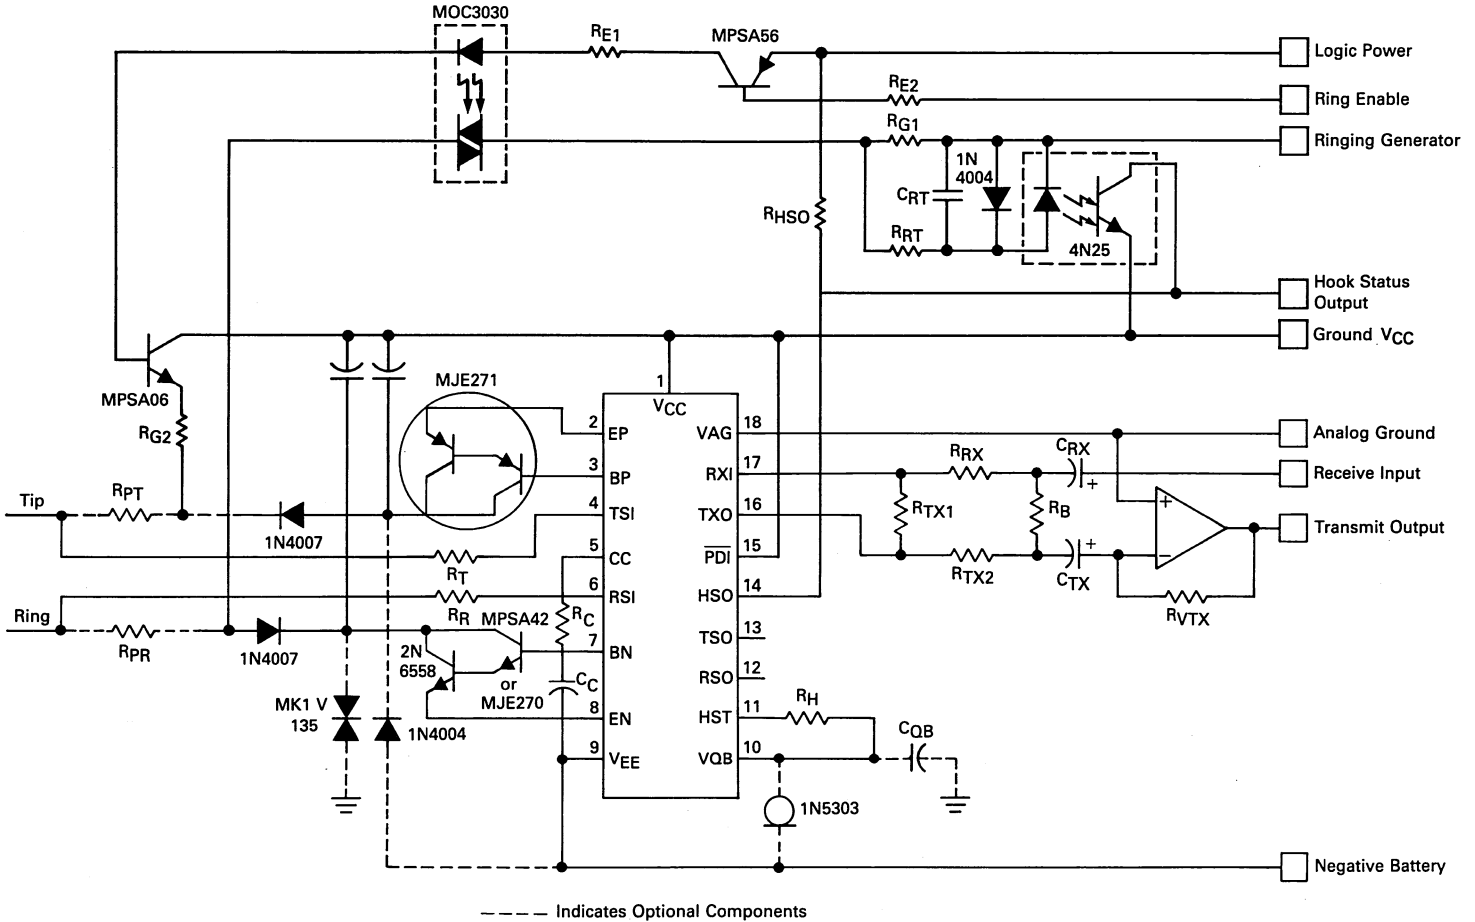 MOC3030
RE1
MPSA56
Logic Power
RE2
Ring Enable
RG1
Ringing Generator
1N
4004
CRT
RHSO
RRT
4N25
Hook Status
Output
Ground VCC
MJE271
1
VCC
MPSA06
RG2
2
EP
VAG
18
Analog Ground
3
BP
RXI
17
RRX
CRX
+
Receive Input
Tip
RPT
1N4007
4
TSI
TXO
16
RTX1
RB
+
Transmit Output
5
CC
PDI
15
RT
RTX2
CTX
+
−
6
RSI
HSO
14
Ring
RR
MPSA42
RC
RVTX
RPR
1N4007
2N
6558
7
BN
TSO
13
or
MJE270
CC
RSO
12
MK1 V
135
1N4004
8
EN
HST
11
RH
9
VEE
VQB
10
CQB
1N5303
Negative Battery
Indicates Optional Components